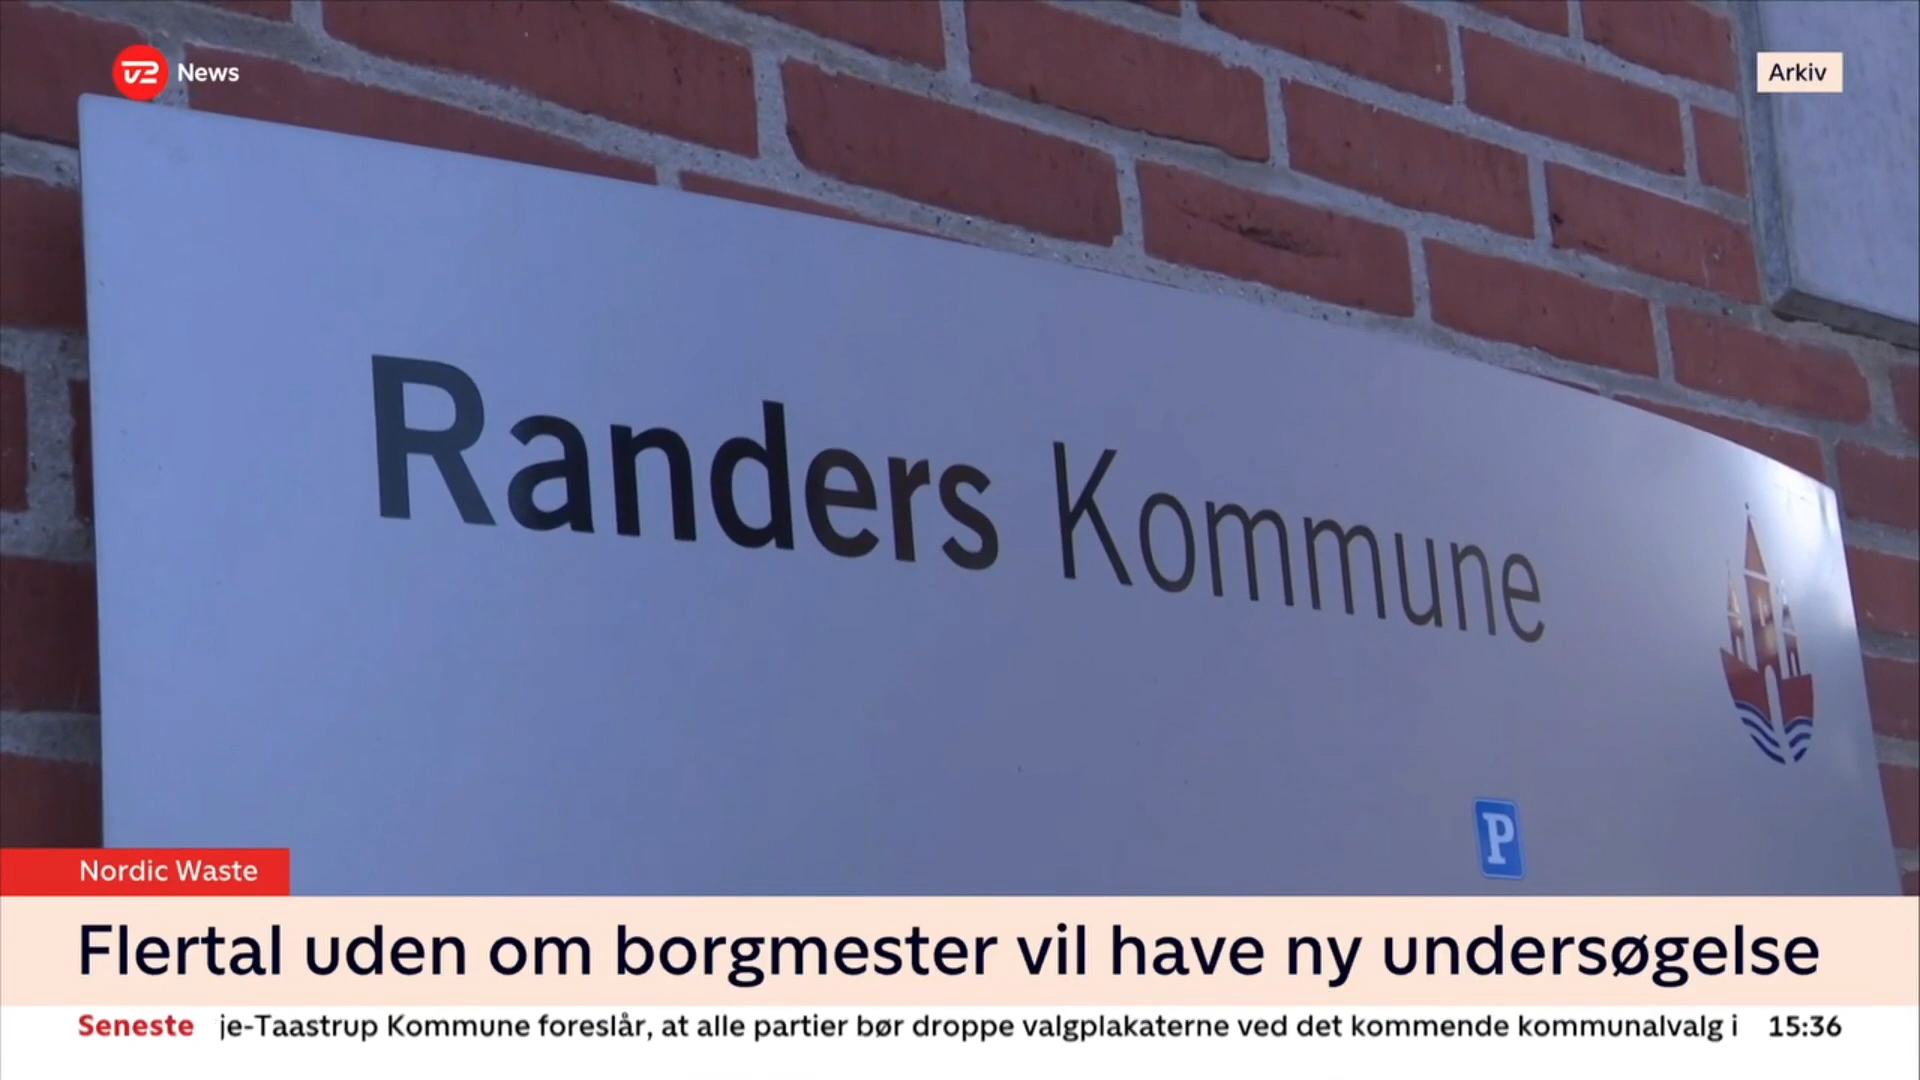 2 News
Arkiv
Randers Kommune
P
Nordic Waste
Flertal uden om borgmester vil have ny undersøgelse
Seneste je-Taastrup Kommune foreslår, at alle partier bør droppe valgplakaterne ved det kommende kommunalvalg i 15:36